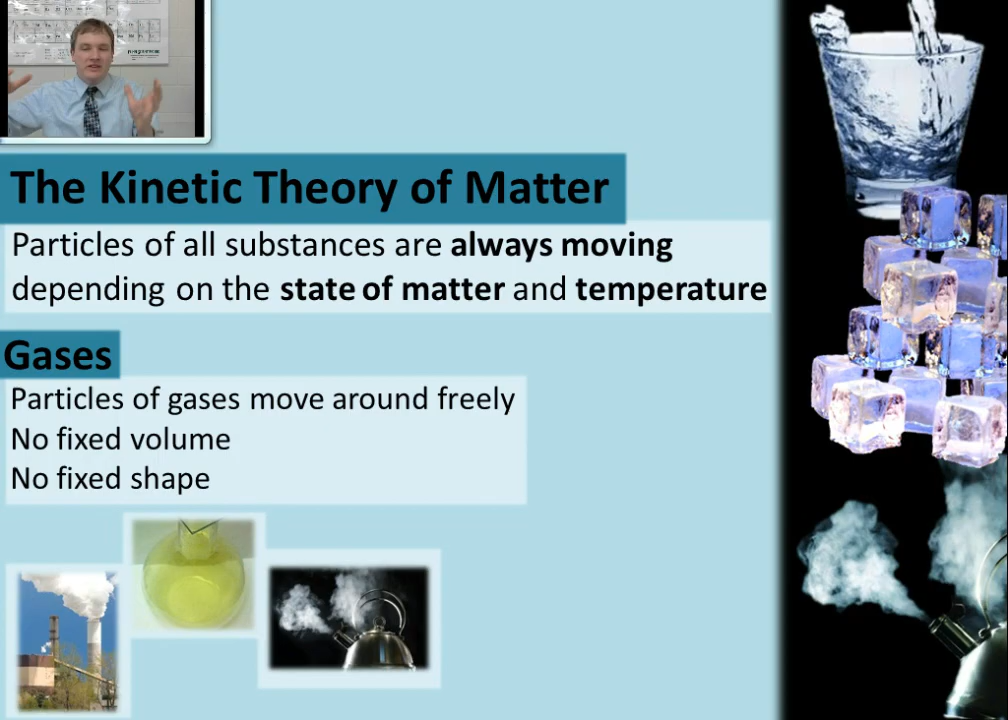 The Kinetic Theory of Matter
Particles of all substances are always moving
depending on the state of matter and temperature
Gases
Particles of gases move around freely
No fixed volume
No fixed shape